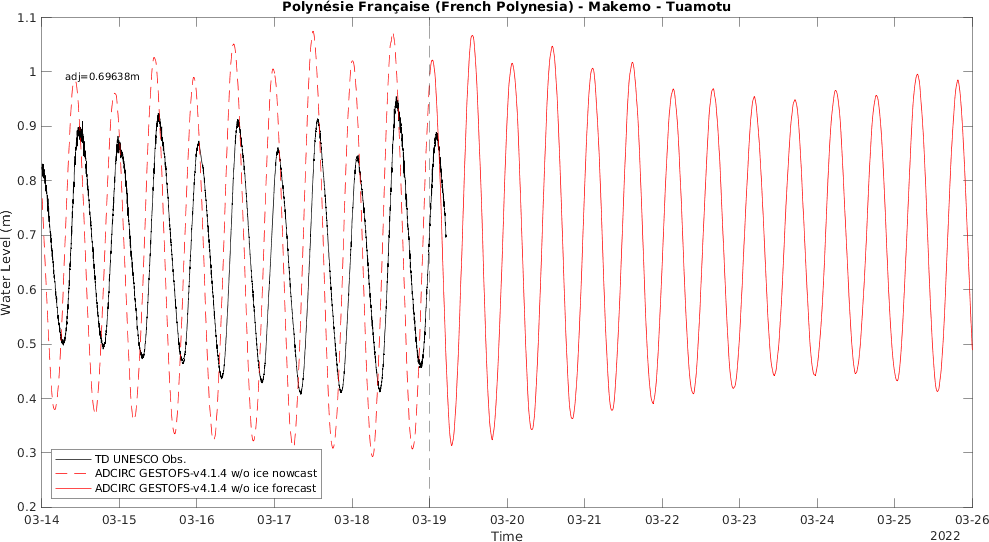 Polynésie Française (French Polynesia) - Makemo - Tuamotu
1.1
1
0.9
0.8
0.7
0.6
0.5
0.4
0.3
0.2
Water Level (m)
adj=0.69638m
TD UNESCO Obs.
ADCIRC GESTOFS-v4.1.4 w/o ice nowcast
ADCIRC GESTOFS-v4.1.4 w/o ice forecast
03-14 03-15 03-16 03-17 03-18 03-19 03-20 03-21 03-22 03-23 03-24 03-25 03-26
Time
2022